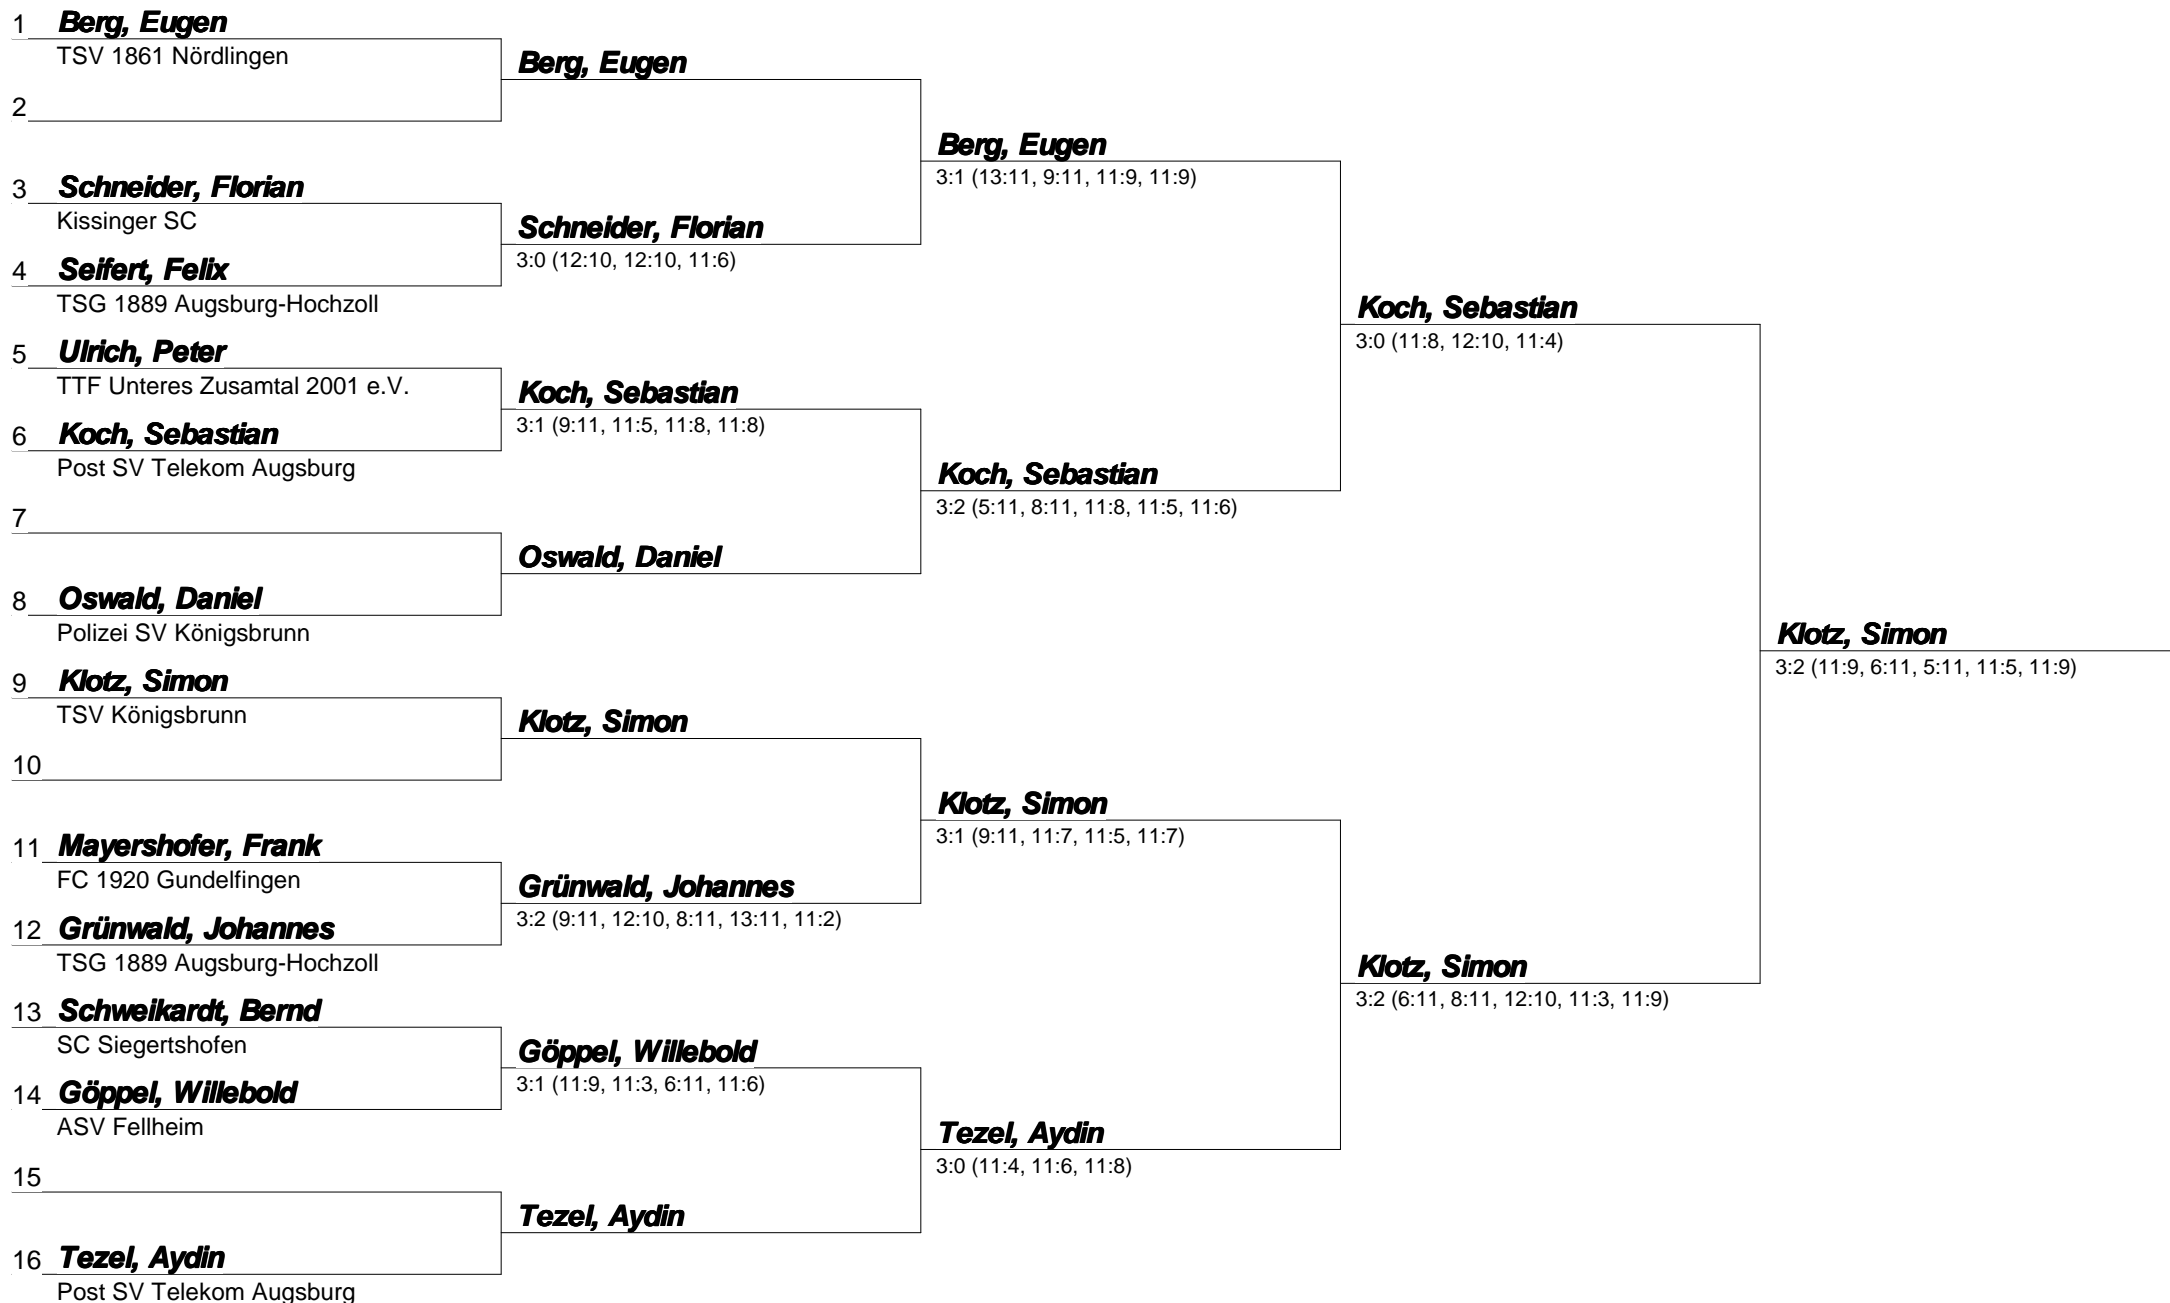 1 Berg, Eugen
TSV 1861 Nördlingen
Berg, Eugen
2
Berg, Eugen
3:1 (13:11, 9:11, 11:9, 11:9)
3 Schneider, Florian
Kissinger SC
Schneider, Florian
3:0 (12:10, 12:10, 11:6)
4 Seifert, Felix
TSG 1889 Augsburg-Hochzoll
Koch, Sebastian
3:0 (11:8, 12:10, 11:4)
5 Ulrich, Peter
TTF Unteres Zusamtal 2001 e.V.
Koch, Sebastian
3:1 (9:11, 11:5, 11:8, 11:8)
6 Koch, Sebastian
Post SV Telekom Augsburg
Koch, Sebastian
3:2 (5:11, 8:11, 11:8, 11:5, 11:6)
7
Oswald, Daniel
8 Oswald, Daniel
Polizei SV Königsbrunn
Klotz, Simon
3:2 (11:9, 6:11, 5:11, 11:5, 11:9)
9 Klotz, Simon
TSV Königsbrunn
Klotz, Simon
10
Klotz, Simon
3:1 (9:11, 11:7, 11:5, 11:7)
11 Mayershofer, Frank
FC 1920 Gundelfingen
Grünwald, Johannes
3:2 (9:11, 12:10, 8:11, 13:11, 11:2)
12 Grünwald, Johannes
TSG 1889 Augsburg-Hochzoll
Klotz, Simon
3:2 (6:11, 8:11, 12:10, 11:3, 11:9)
13 Schweikardt, Bernd
SC Siegertshofen
Göppel, Willebold
3:1 (11:9, 11:3, 6:11, 11:6)
14 Göppel, Willebold
ASV Fellheim
Tezel, Aydin
3:0 (11:4, 11:6, 11:8)
15
Tezel, Aydin
16 Tezel, Aydin
Post SV Telekom Augsburg